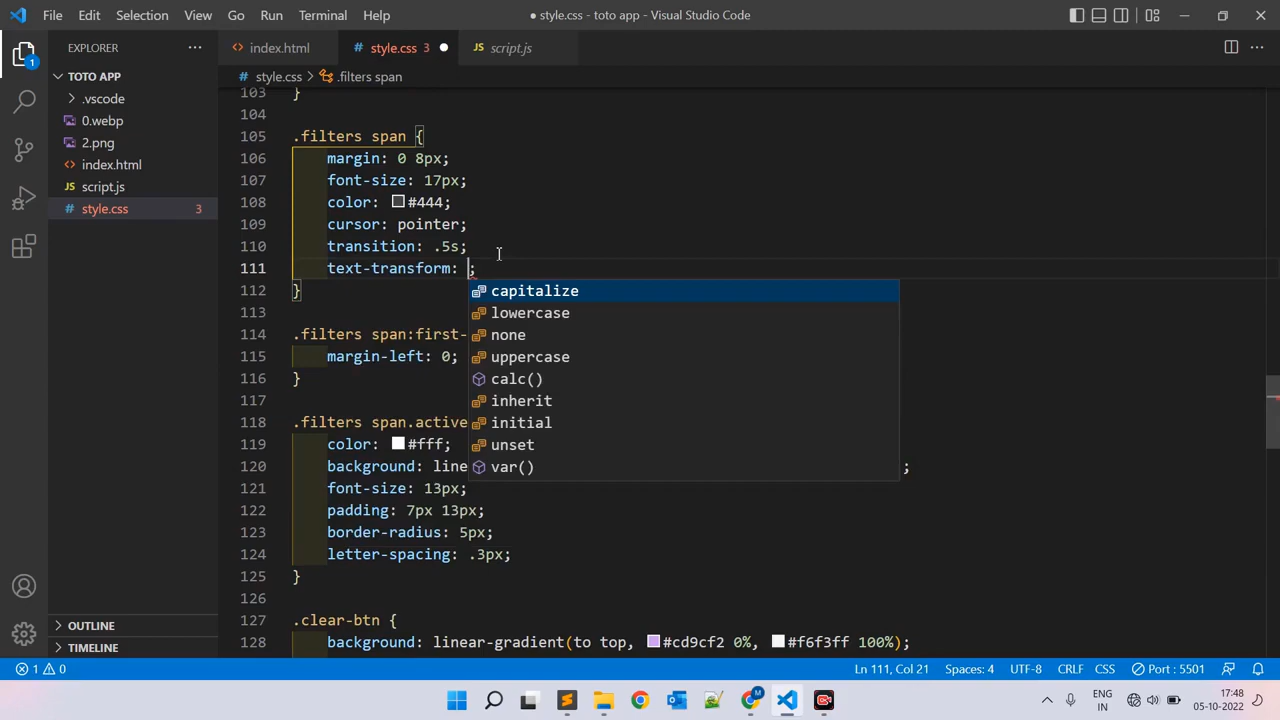 File Edit Selection View Go Run Terminal Help
● style.css - toto app - Visual Studio Code
EXPLORER
TOTO APP
.vscode
0.webp
2.png
index.html
script.js
style.css 3
OUTLINE
TIMELINE
1
index.html style.css 3 script.js
style.css > .filters span
103 }
104
105 .filters span {
106 margin: 0 8px;
107 font-size: 17px;
108 color: #444;
109 cursor: pointer;
110 transition: .5s;
111 text-transform: ;
112 }
113
114 .filters span:first-
115 margin-left: 0;
116 }
117
118 .filters span.active
119 color: #fff;
120 background: line ;
121 font-size: 13px;
122 padding: 7px 13px;
123 border-radius: 5px;
124 letter-spacing: .3px;
125 }
126
127 .clear-btn {
128 background: linear-gradient(to top, #cd9cf2 0%, #f6f3ff 100%);
capitalize
lowercase
none
uppercase
calc()
inherit
initial
unset
var()
1 0 Ln 111, Col 21 Spaces: 4 UTF-8 CRLF CSS Port : 5501
M
ENG
IN
17:48
05-10-2022